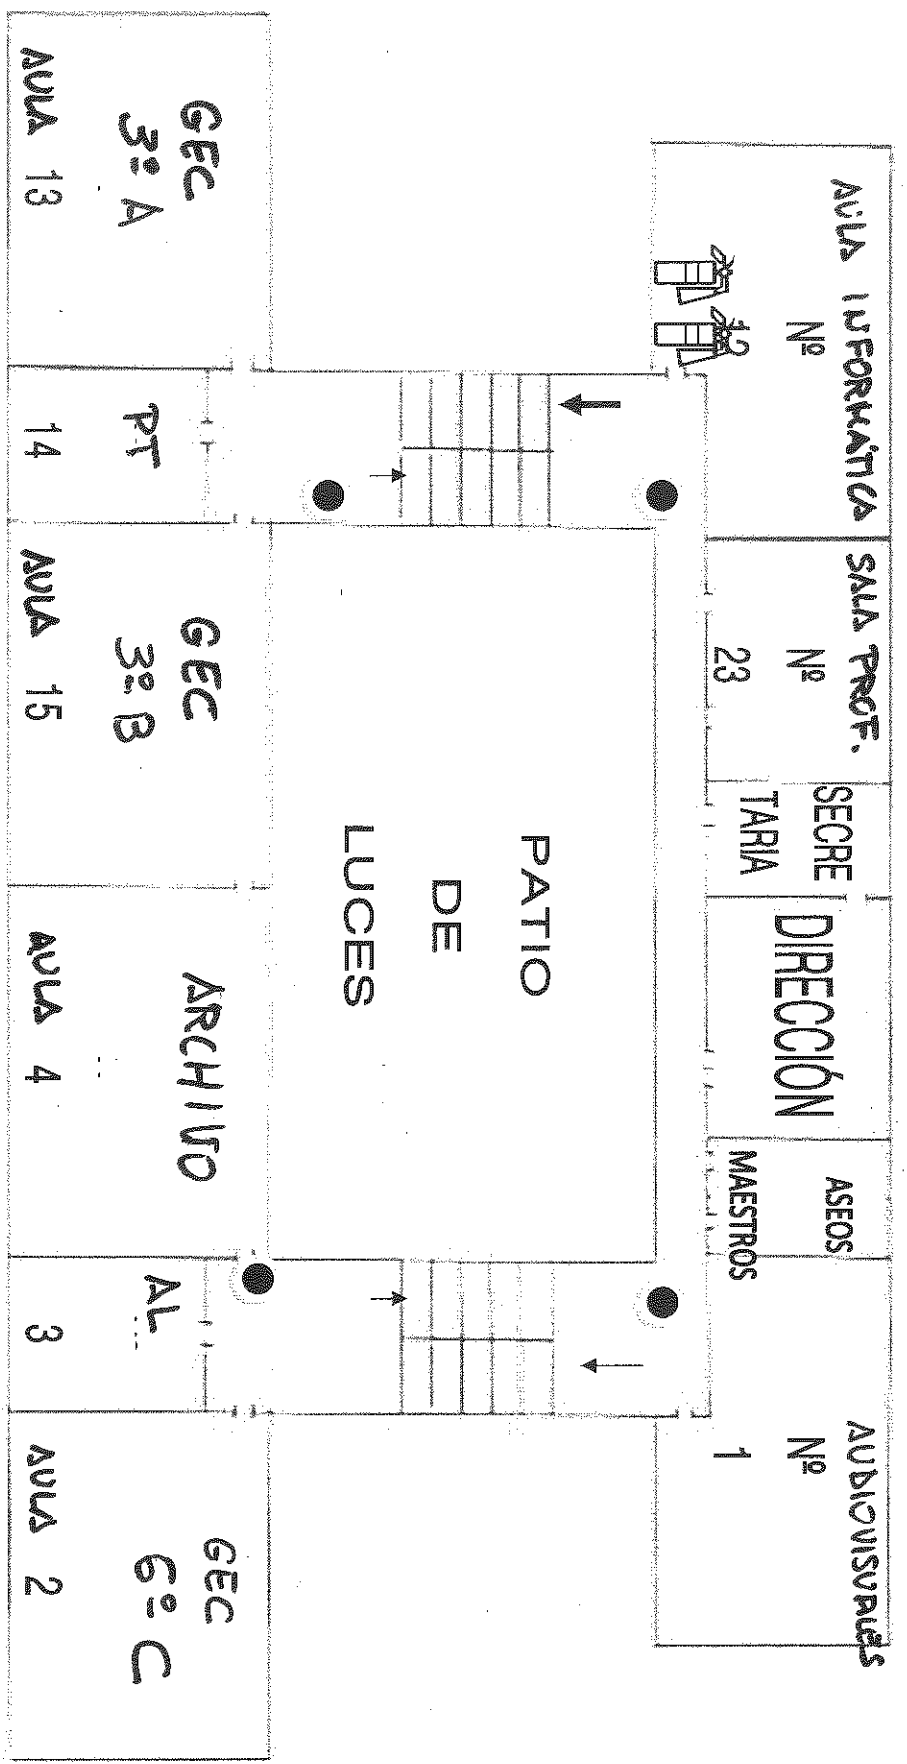 AULA INFORMÁTICA
Nº
12
SALA PROF.
Nº
23
SECRE
TARIA
DIRECCIÓN
ASEOS
MAESTROS
AUDIOVISUALES
Nº
1
PATIO
DE
LUCES
GEC
3º A
AULA 13
PT
14
GEC
3º B
AULA 15
ARCHIVO
AULA 4
AL
3
GEC
6º C
AULA 2